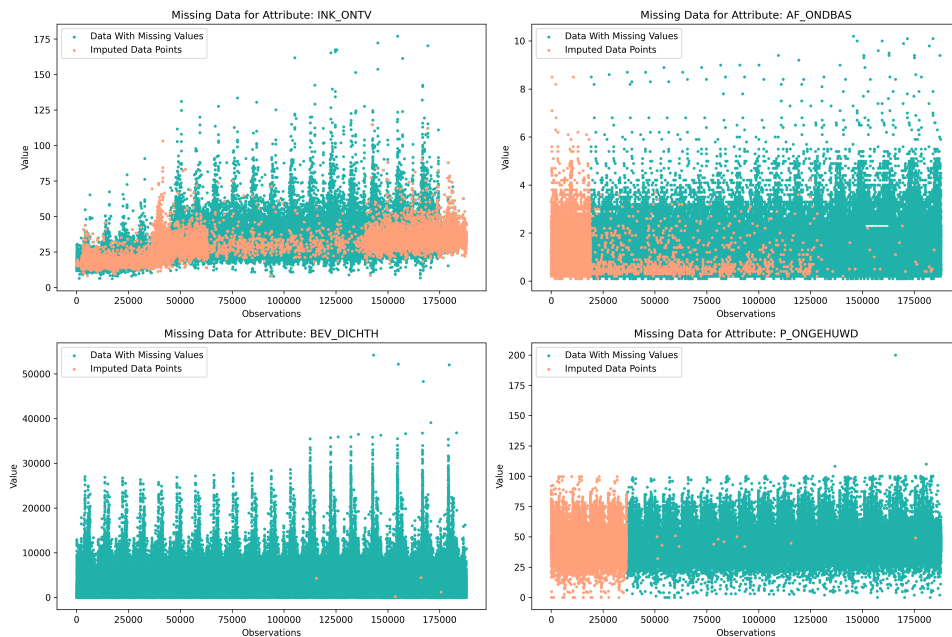 Missing Data for Attribute: INK_ONTV
Data With Missing Values
Imputed Data Points
Value
175
150
125
100
75
50
25
0
0 25000 50000 75000 100000 125000 150000 175000
Observations
Missing Data for Attribute: AF_ONDBAS
Data With Missing Values
Imputed Data Points
Value
10
8
6
4
2
0
0 25000 50000 75000 100000 125000 150000 175000
Observations
Missing Data for Attribute: BEV_DICHTH
Data With Missing Values
Imputed Data Points
Value
50000
40000
30000
20000
10000
0
0 25000 50000 75000 100000 125000 150000 175000
Observations
Missing Data for Attribute: P_ONGEHUWD
Data With Missing Values
Imputed Data Points
Value
200
175
150
125
100
75
50
25
0
0 25000 50000 75000 100000 125000 150000 175000
Observations